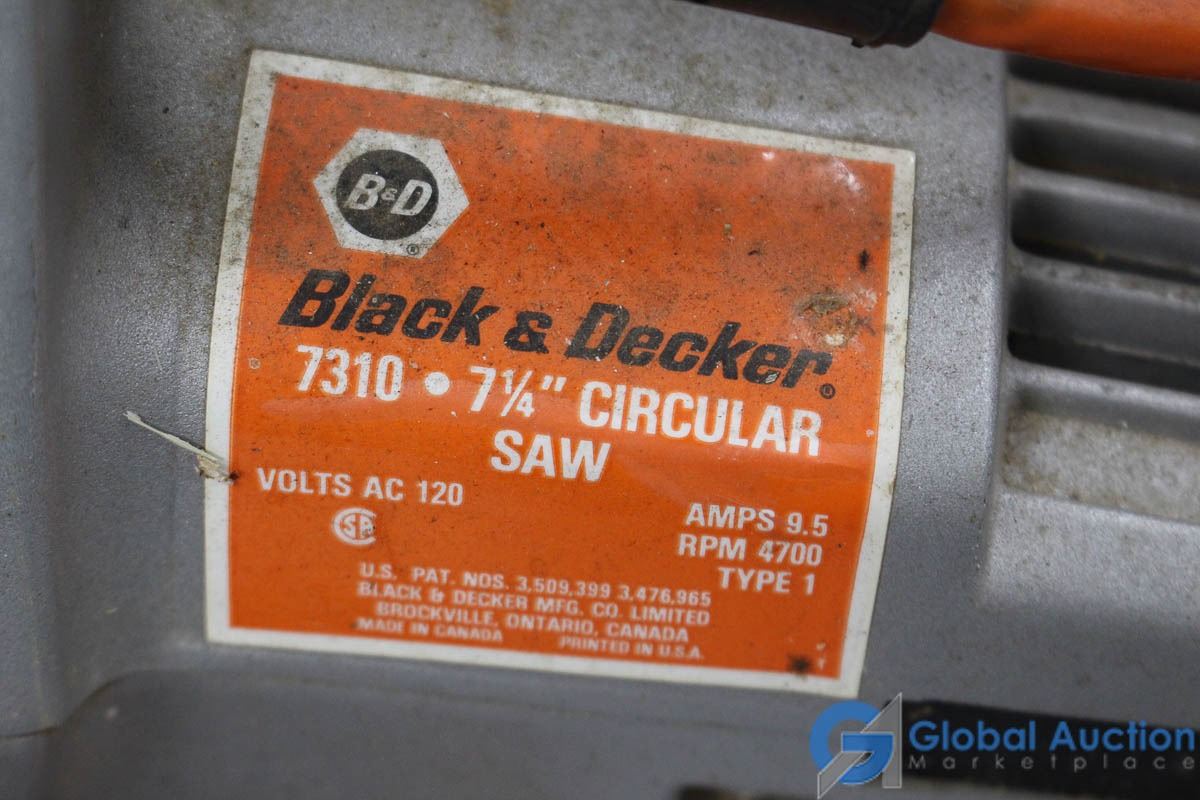 B&D
®
Black & Decker®
7310 • 7¼" CIRCULAR
SAW
VOLTS AC 120
AMPS 9.5
RPM 4700
TYPE 1
U.S. PAT. NOS. 3,509,399 3,476,965
BLACK & DECKER MFG. CO. LIMITED
BROCKVILLE, ONTARIO, CANADA
MADE IN CANADA PRINTED IN U.S.A.
Global Auction
Marketplace